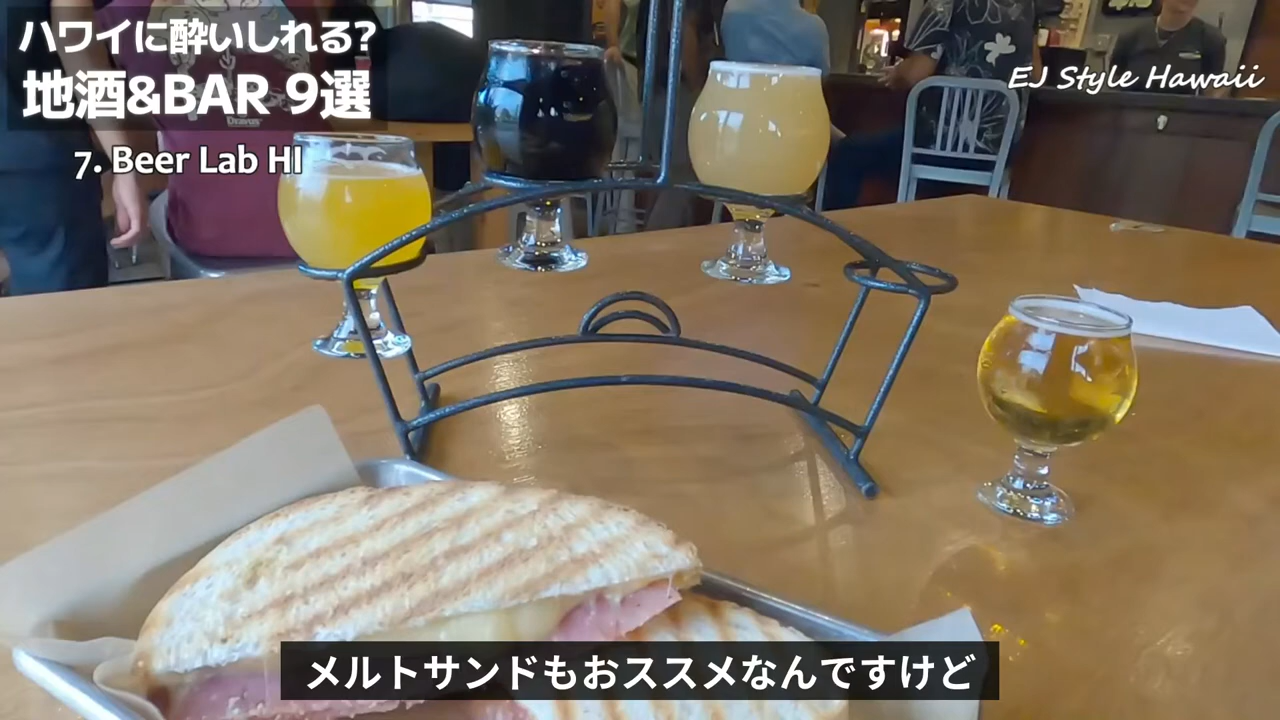 ハワイに酔いしれる?
地酒&BAR 9選
EJ Style Hawaii
7. Beer Lab HI
Dravus
メルトサンドもおススメなんですけど